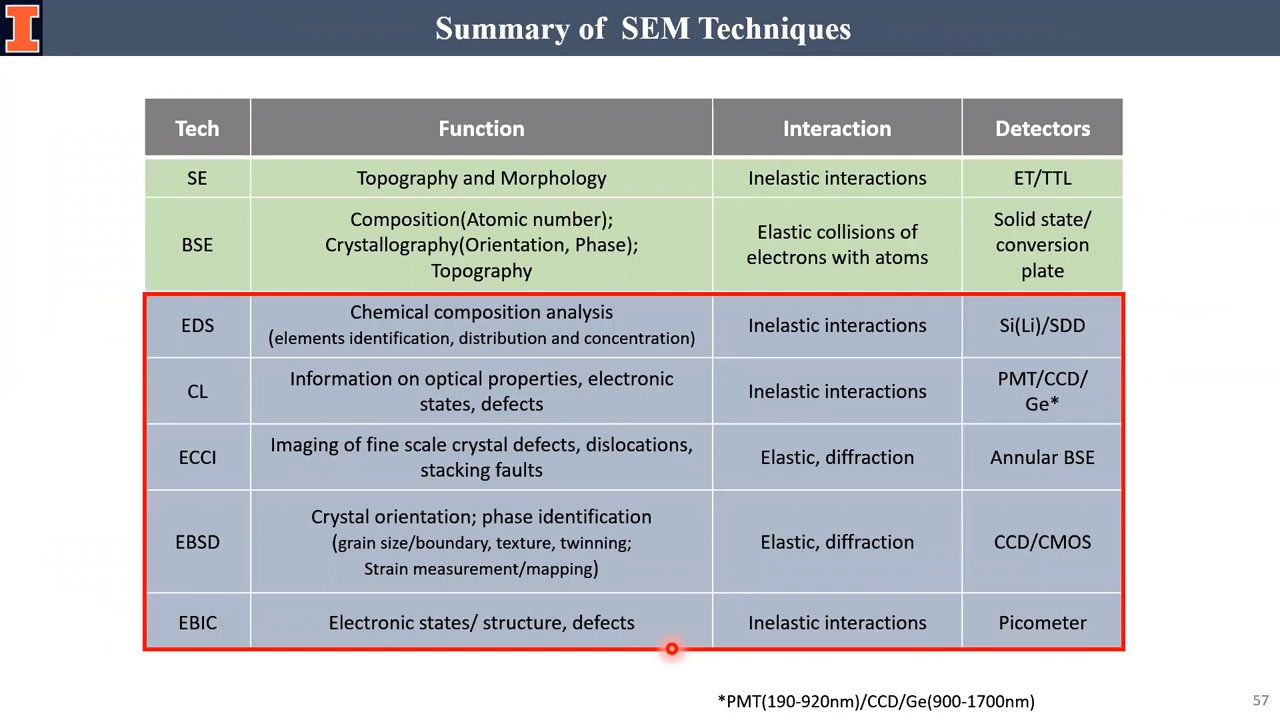 I
Summary of SEM Techniques
Tech Function Interaction Detectors
SE Topography and Morphology Inelastic interactions ET/TTL
BSE
Composition(Atomic number);
Crystallography(Orientation, Phase);
Topography
Elastic collisions of
electrons with atoms
Solid state/
conversion
plate
EDS
Chemical composition analysis
(elements identification, distribution and concentration)
Inelastic interactions
Si(Li)/SDD
CL
Information on optical properties, electronic
states, defects
Inelastic interactions
PMT/CCD/
Ge*
ECCI
Imaging of fine scale crystal defects, dislocations,
stacking faults
Elastic, diffraction
Annular BSE
EBSD
Crystal orientation; phase identification
(grain size/boundary, texture, twinning;
Strain measurement/mapping)
Elastic, diffraction
CCD/CMOS
EBIC Electronic states/ structure, defects Inelastic interactions Picometer
*PMT(190-920nm)/CCD/Ge(900-1700nm)
57